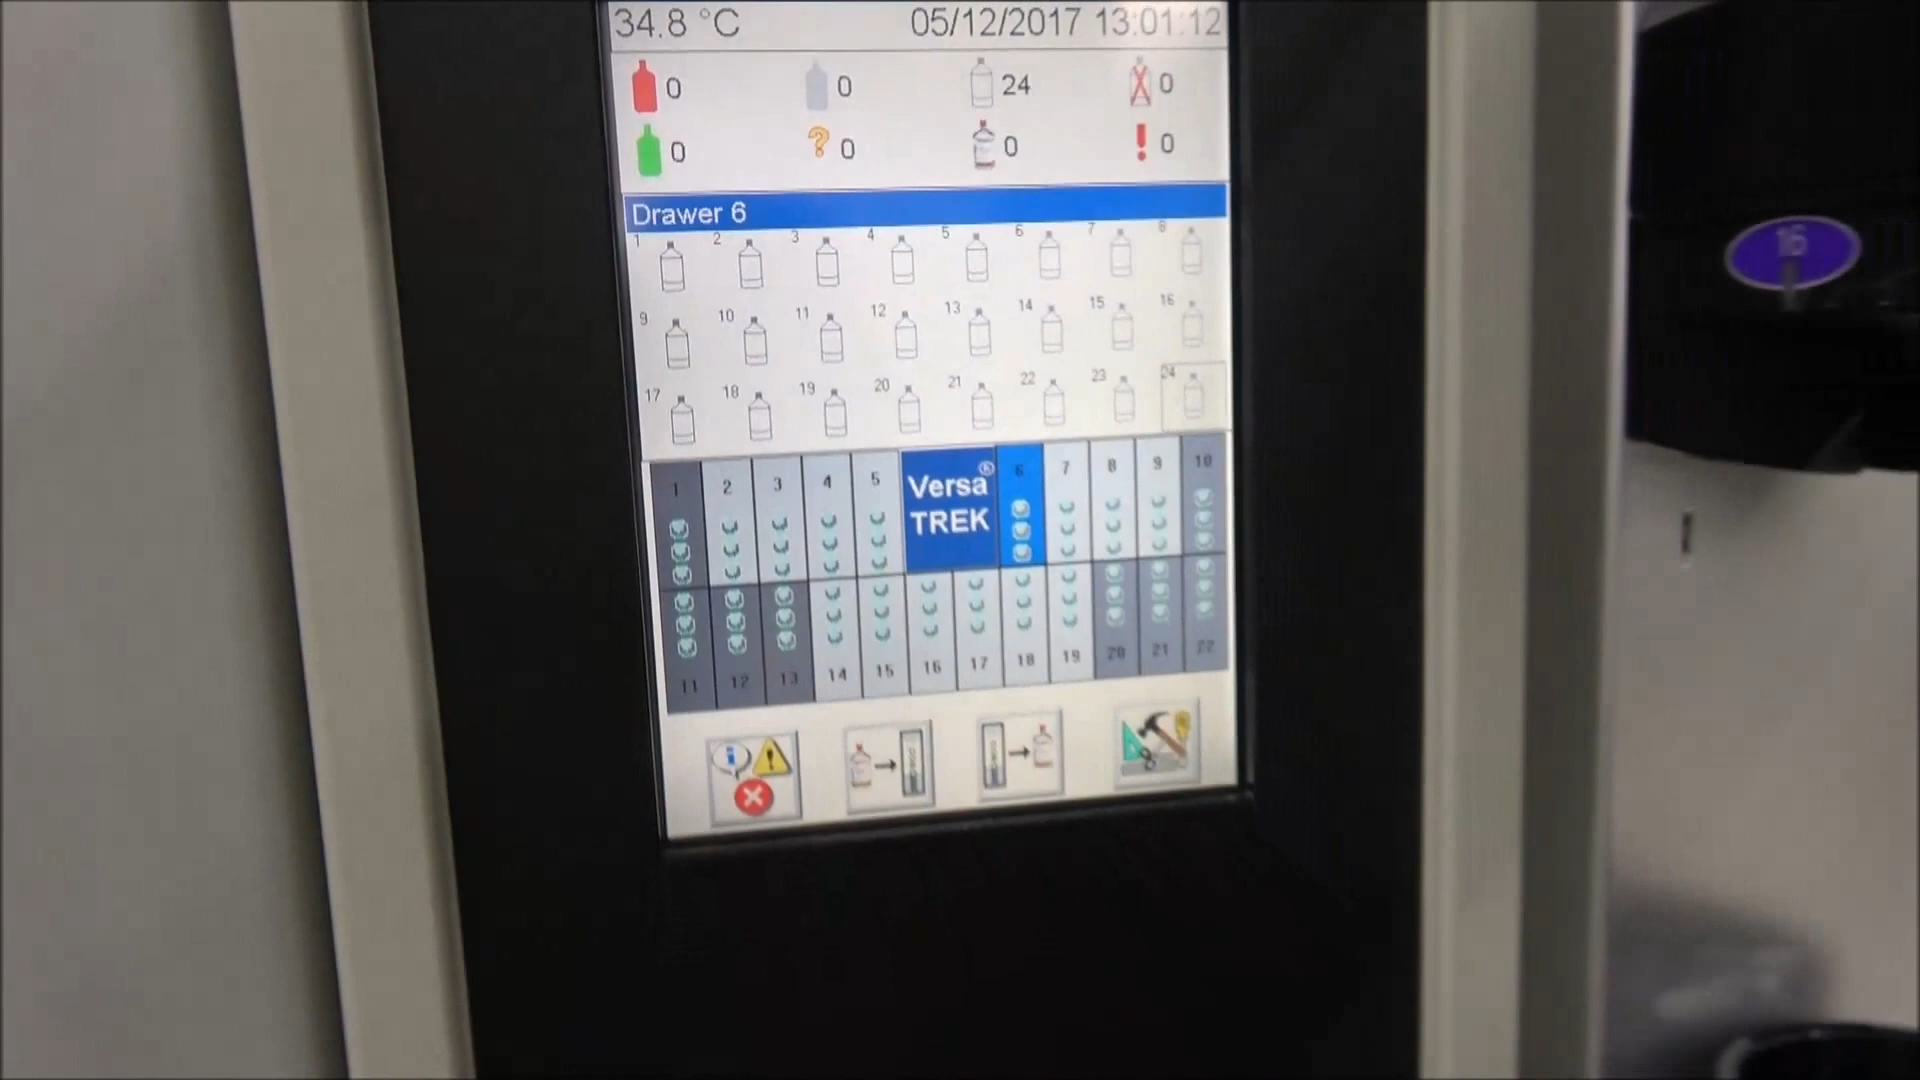 34.8 °C 05/12/2017 13:01:12
0 0 24 0
0 ? 0 0 ! 0
Drawer 6
1 2 3 4 5 6 7 8
9 10 11 12 13 14 15 16
17 18 19 20 21 22 23 24
1 2 3 4 5 6 7 8 9 10
Versa®
TREK
11 12 13 14 15 16 17 18 19 20 21 22
16